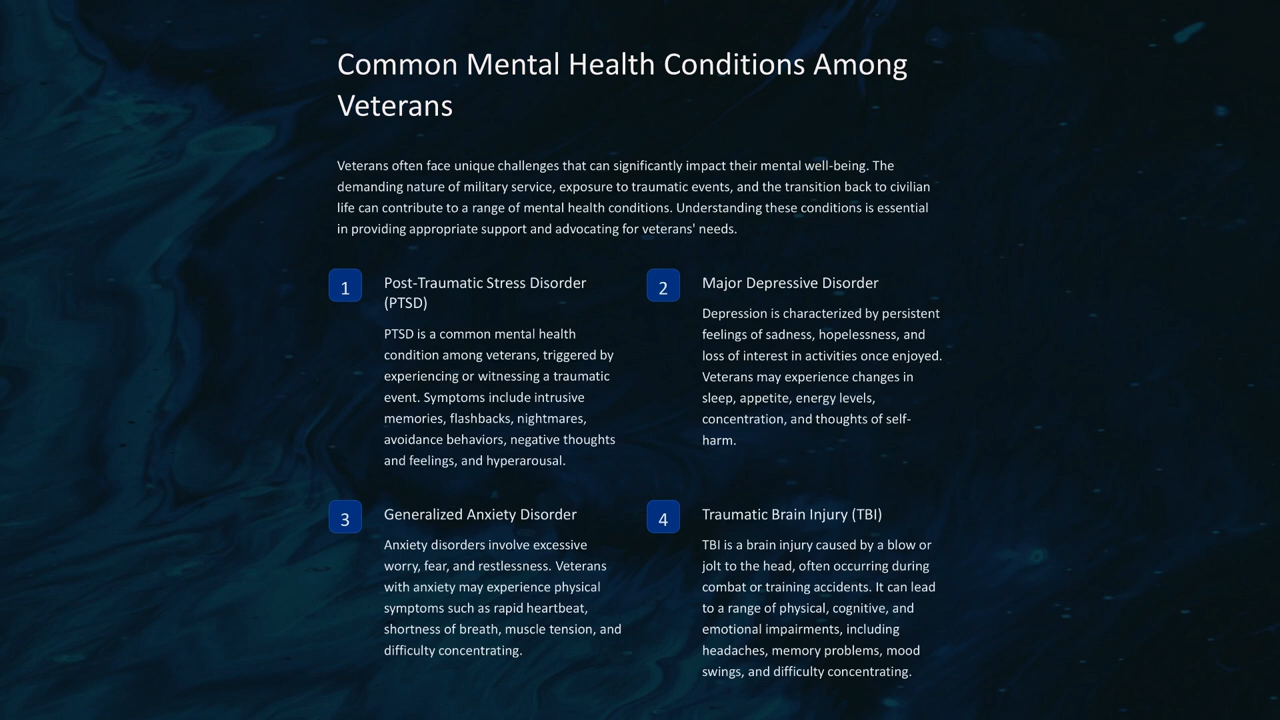 Common Mental Health Conditions Among
Veterans
Veterans often face unique challenges that can significantly impact their mental well-being. The
demanding nature of military service, exposure to traumatic events, and the transition back to civilian
life can contribute to a range of mental health conditions. Understanding these conditions is essential
in providing appropriate support and advocating for veterans' needs.
1
Post-Traumatic Stress Disorder
(PTSD)
PTSD is a common mental health
condition among veterans, triggered by
experiencing or witnessing a traumatic
event. Symptoms include intrusive
memories, flashbacks, nightmares,
avoidance behaviors, negative thoughts
and feelings, and hyperarousal.
2
Major Depressive Disorder
Depression is characterized by persistent
feelings of sadness, hopelessness, and
loss of interest in activities once enjoyed.
Veterans may experience changes in
sleep, appetite, energy levels,
concentration, and thoughts of self-
harm.
3
Generalized Anxiety Disorder
Anxiety disorders involve excessive
worry, fear, and restlessness. Veterans
with anxiety may experience physical
symptoms such as rapid heartbeat,
shortness of breath, muscle tension, and
difficulty concentrating.
4
Traumatic Brain Injury (TBI)
TBI is a brain injury caused by a blow or
jolt to the head, often occurring during
combat or training accidents. It can lead
to a range of physical, cognitive, and
emotional impairments, including
headaches, memory problems, mood
swings, and difficulty concentrating.